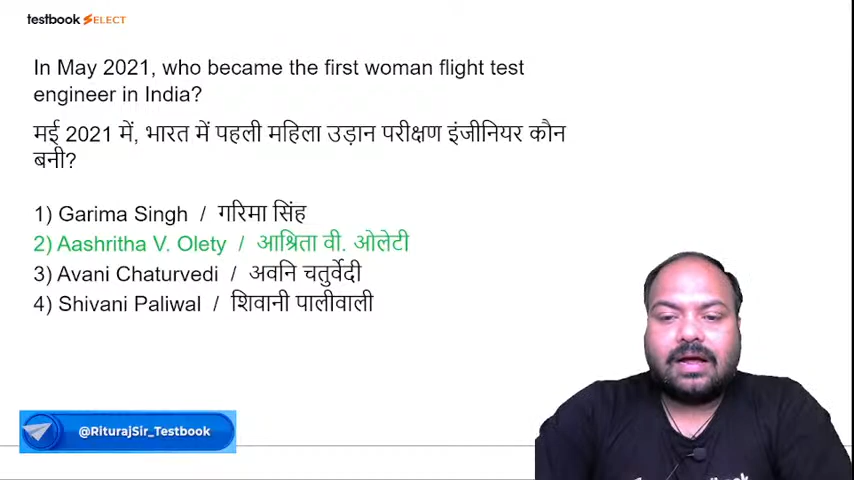 testbook SELECT
In May 2021, who became the first woman flight test
engineer in India?
मई 2021 में, भारत में पहली महिला उड़ान परीक्षण इंजीनियर कौन
बनी?
1) Garima Singh / गरिमा सिंह
2) Aashritha V. Olety / आश्रिता वी. ओलेटी
3) Avani Chaturvedi / अवनि चतुर्वेदी
4) Shivani Paliwal / शिवानी पालीवाली
@RiturajSir_Testbook